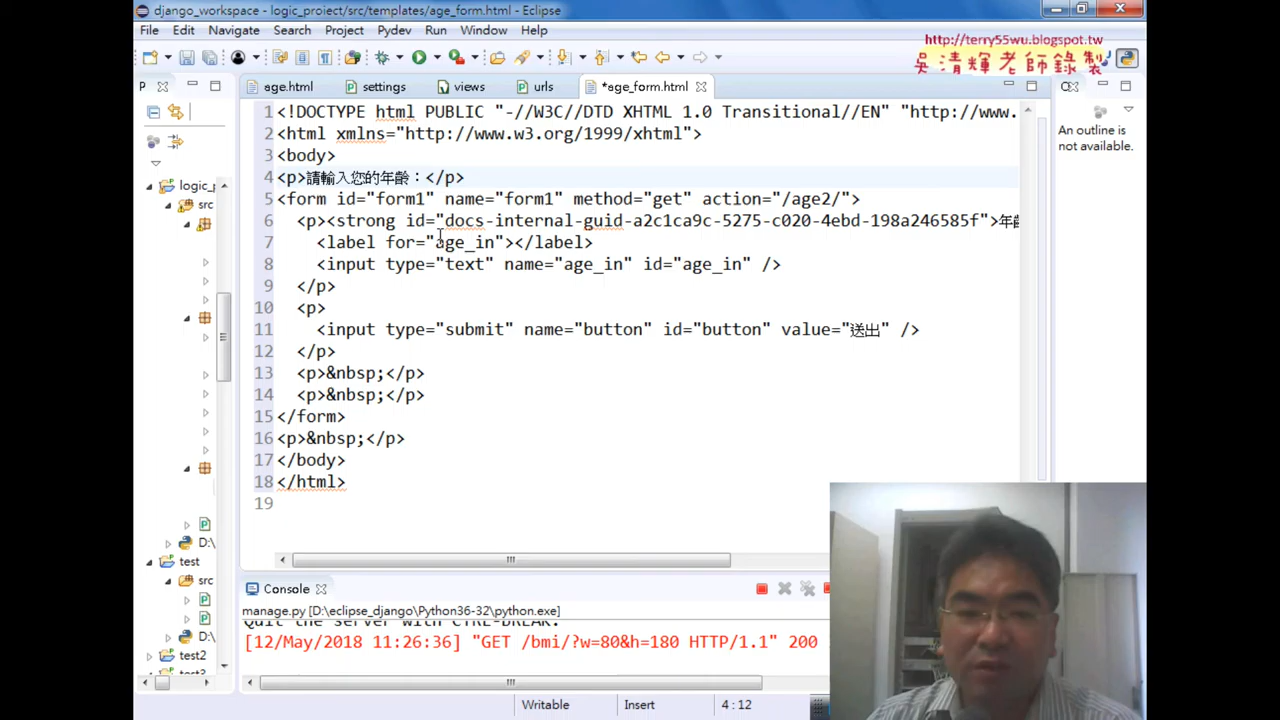 django_workspace - logic_project/src/templates/age_form.html - Eclipse
File Edit Navigate Search Project Pydev Run Window Help
http://terry55wu.blogspot.tw
吳清輝老師錄製
P
age.html settings views urls *age_form.html
1 <!DOCTYPE html PUBLIC "-//W3C//DTD XHTML 1.0 Transitional//EN" "http://www.
2 <html xmlns="http://www.w3.org/1999/xhtml">
3 <body>
4 <p>請輸入您的年齡：</p>
5 <form id="form1" name="form1" method="get" action="/age2/">
6 <p><strong id="docs-internal-guid-a2c1ca9c-5275-c020-4ebd-198a246585f">年齡
7 <label for="age_in"></label>
8 <input type="text" name="age_in" id="age_in" />
9 </p>
10 <p>
11 <input type="submit" name="button" id="button" value="送出" />
12 </p>
13 <p>&nbsp;</p>
14 <p>&nbsp;</p>
15 </form>
16 <p>&nbsp;</p>
17 </body>
18 </html>
19
An outline is
not available.
logic_p
src
D:\
test
src
D:\
test2
Console
manage.py [D:\eclipse_django\Python36-32\python.exe]
Quit the server with CTRL-BREAK.
[12/May/2018 11:26:36] "GET /bmi/?w=80&h=180 HTTP/1.1" 200
Writable Insert 4 : 12